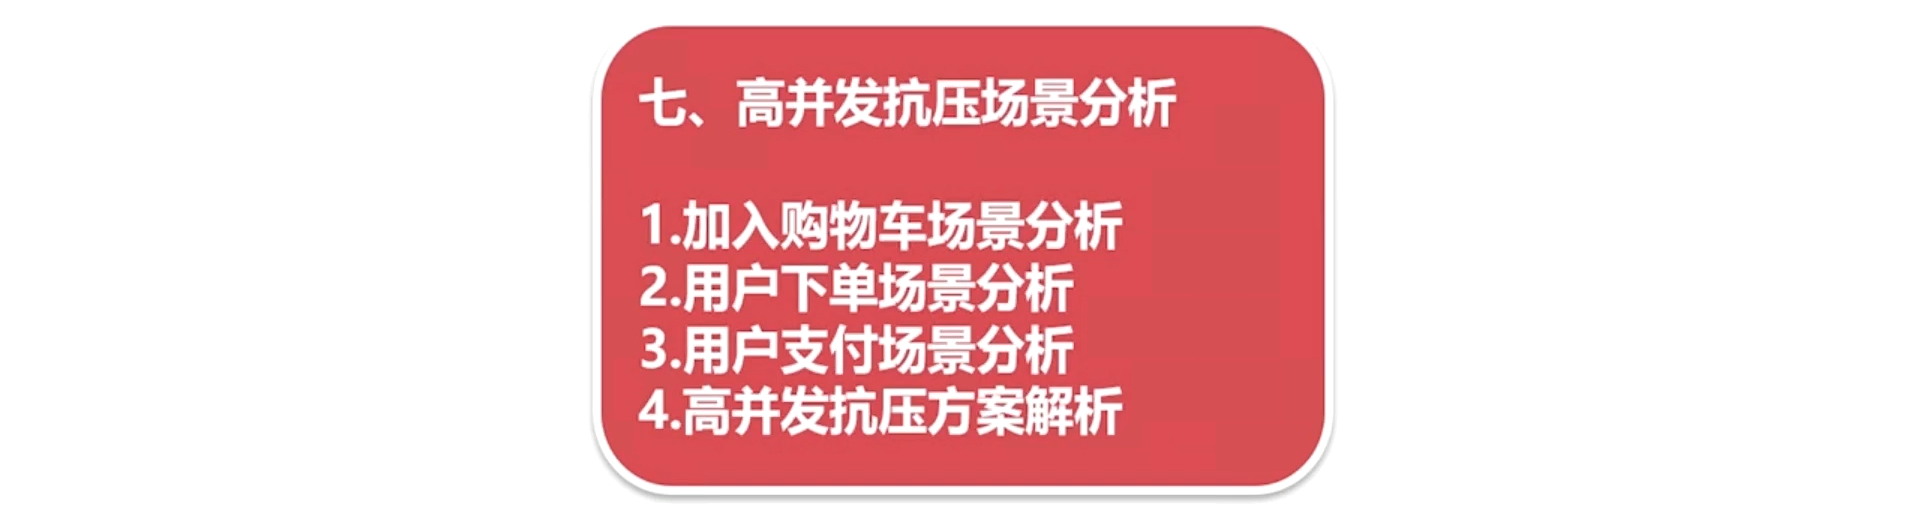 七、高并发抗压场景分析
1.加入购物车场景分析
2.用户下单场景分析
3.用户支付场景分析
4.高并发抗压方案解析